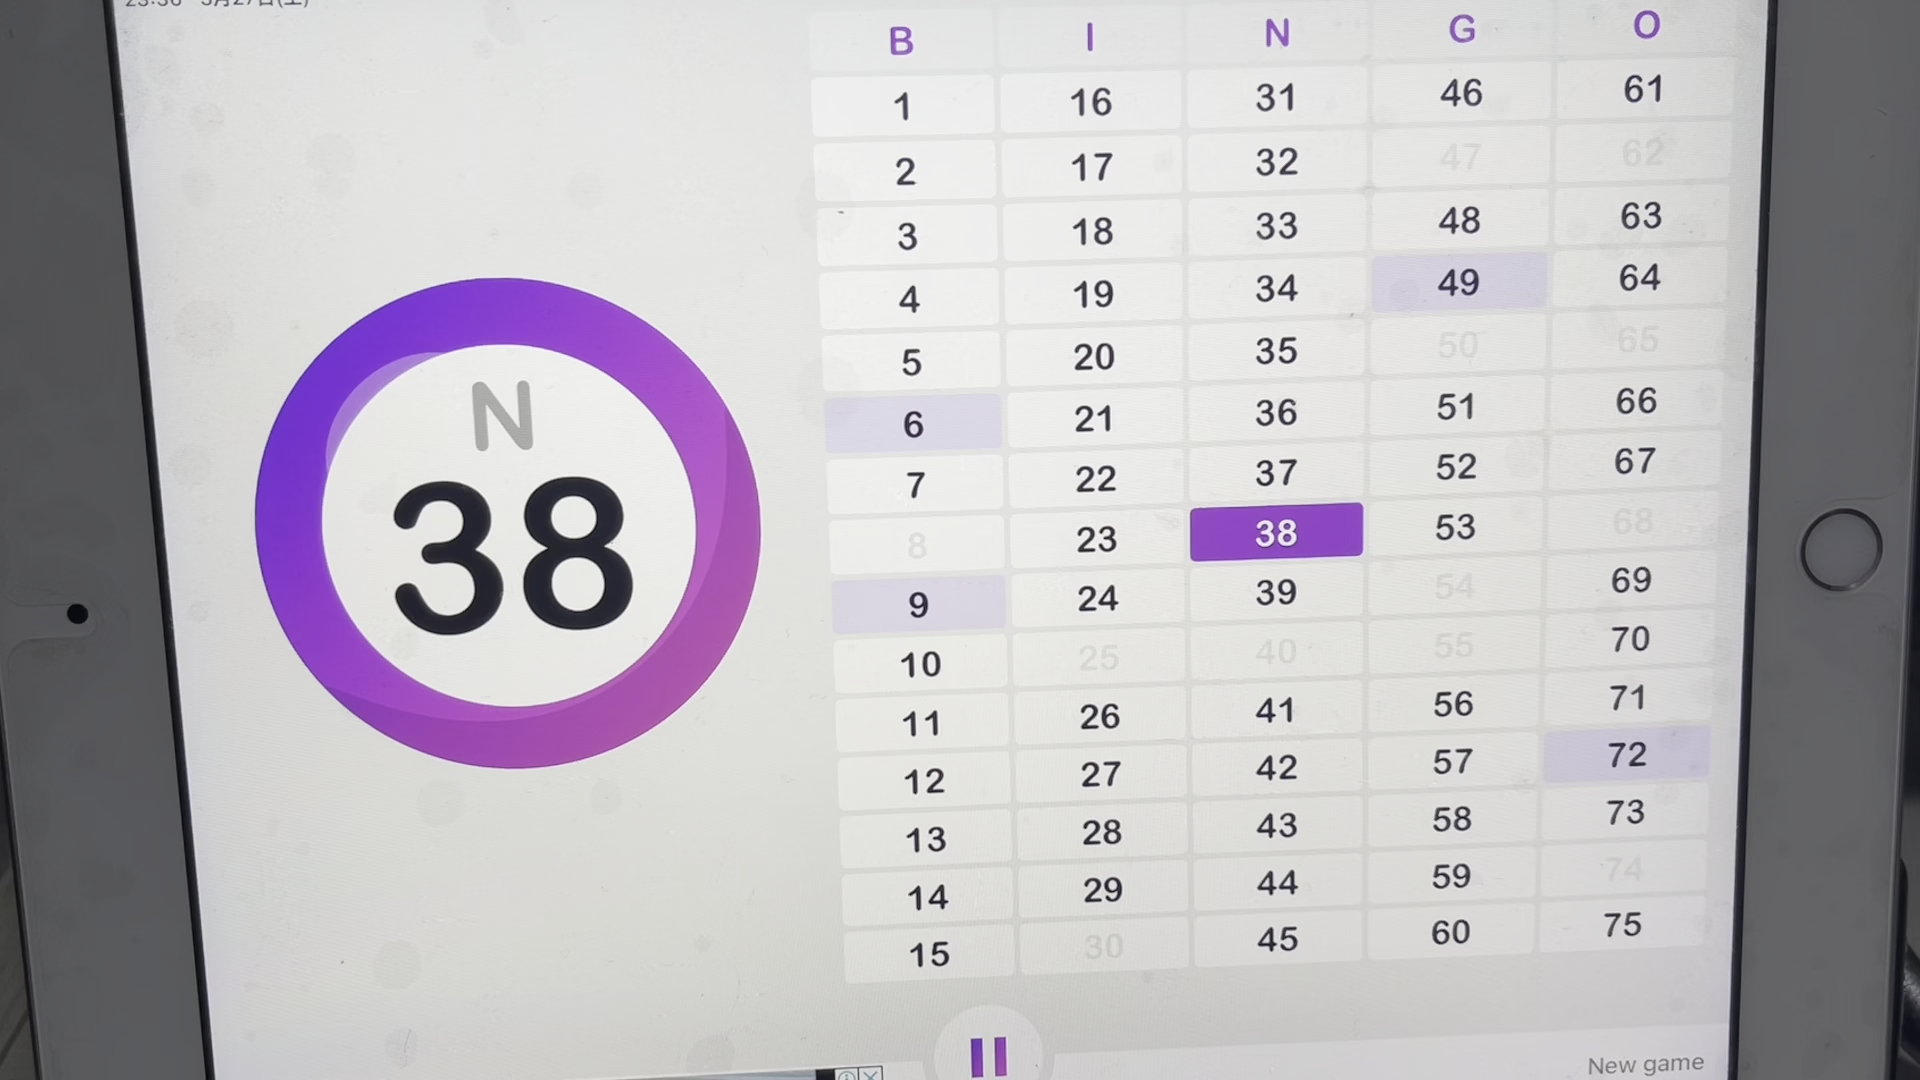 N
38
B I N G O
1 16 31 46 61
2 17 32 47 62
3 18 33 48 63
4 19 34 49 64
5 20 35 50 65
6 21 36 51 66
7 22 37 52 67
8 23 38 53 68
9 24 39 54 69
10 25 40 55 70
11 26 41 56 71
12 27 42 57 72
13 28 43 58 73
14 29 44 59 74
15 30 45 60 75
New game